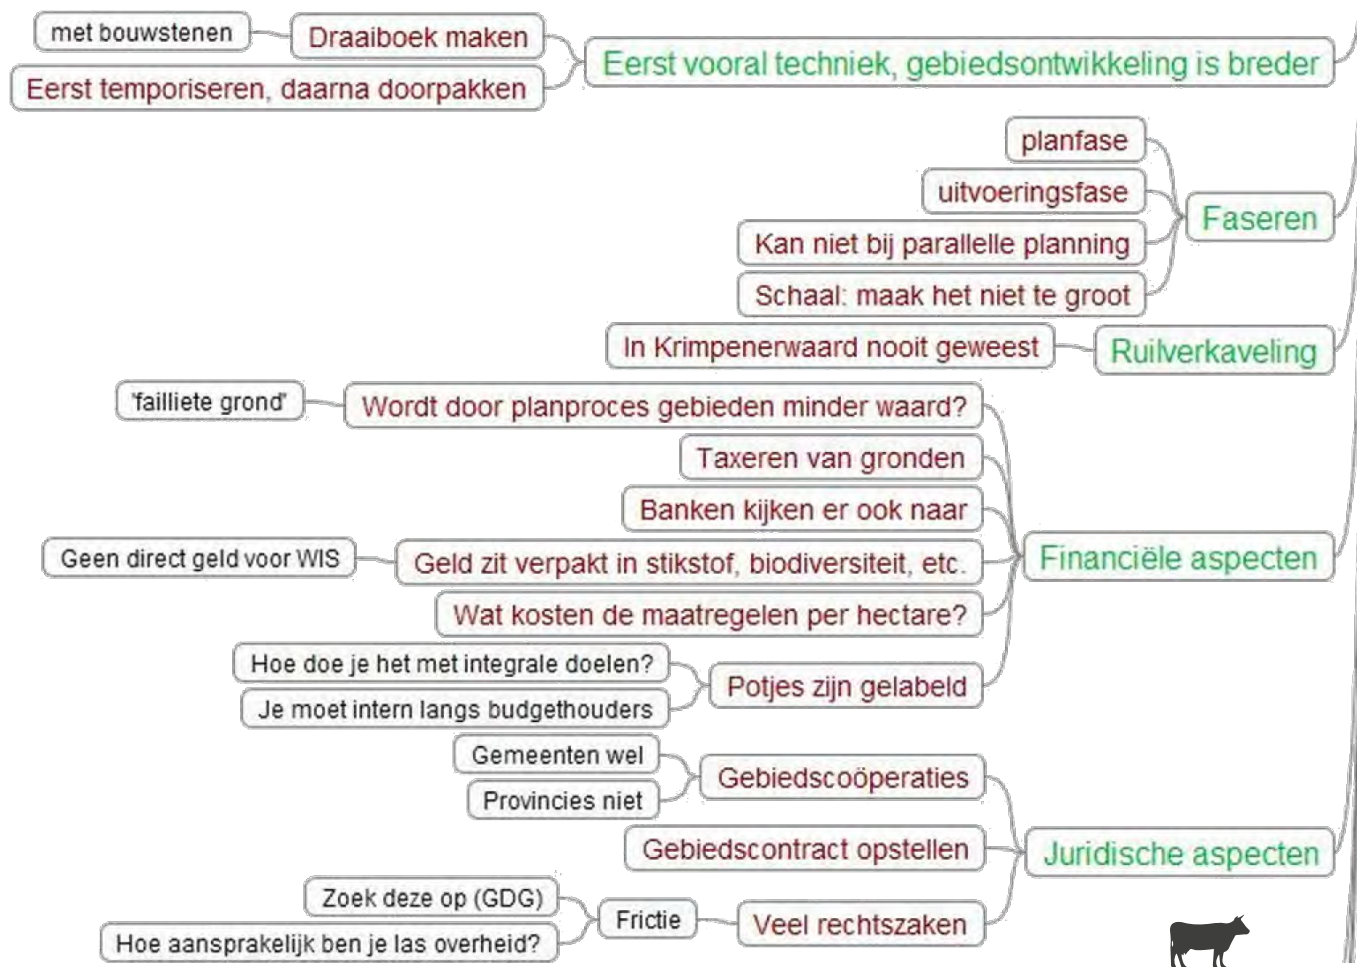 met bouwstenen
Draaiboek maken
Eerst temporiseren, daarna doorpakken
Eerst vooral techniek, gebiedsontwikkeling is breder
planfase
uitvoeringsfase
Kan niet bij parallelle planning
Schaal: maak het niet te groot
Faseren
In Krimpenerwaard nooit geweest
Ruilverkaveling
'failliete grond'
Wordt door planproces gebieden minder waard?
Taxeren van gronden
Banken kijken er ook naar
Geen direct geld voor WIS
Geld zit verpakt in stikstof, biodiversiteit, etc.
Wat kosten de maatregelen per hectare?
Hoe doe je het met integrale doelen?
Je moet intern langs budgethouders
Potjes zijn gelabeld
Financiële aspecten
Gemeenten wel
Provincies niet
Gebiedscoöperaties
Gebiedscontract opstellen
Zoek deze op (GDG)
Hoe aansprakelijk ben je las overheid?
Frictie
Veel rechtszaken
Juridische aspecten